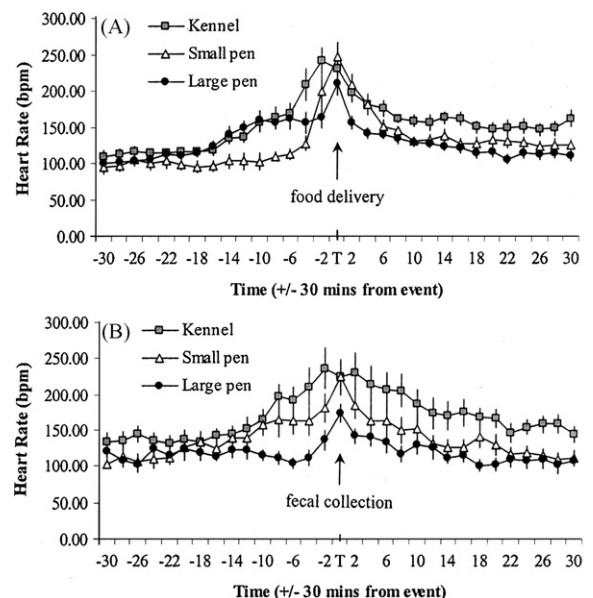 (A)
Kennel
Small pen
Large pen
Heart Rate (bpm)
300.00
250.00
200.00
150.00
100.00
50.00
0.00
food delivery
-30 -26 -22 -18 -14 -10 -6 -2 T 2 6 10 14 18 22 26 30
Time (+/- 30 mins from event)
(B)
Kennel
Small pen
Large pen
Heart Rate (bpm)
300.00
250.00
200.00
150.00
100.00
50.00
0.00
fecal collection
-30 -26 -22 -18 -14 -10 -6 -2 T 2 6 10 14 18 22 26 30
Time (+/- 30 mins from event)